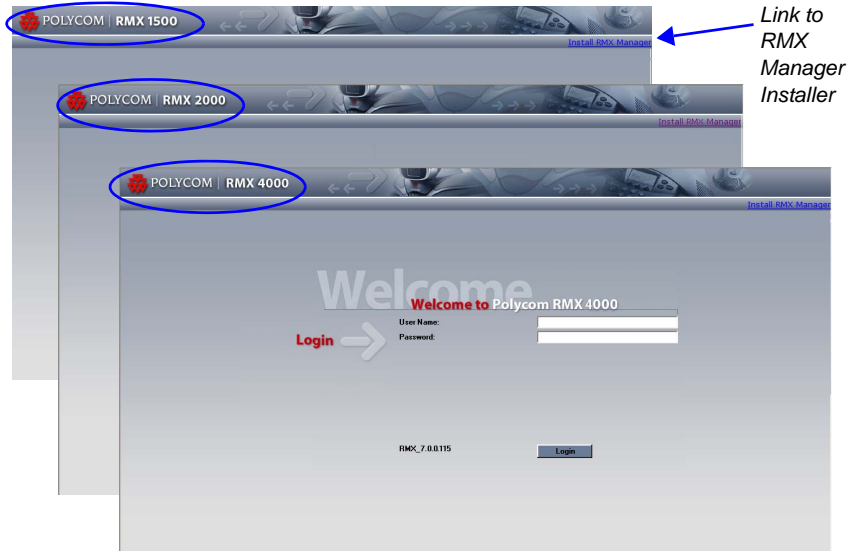 POLYCOM | RMX 1500
Install RMX Manager
Link to
RMX
Manager
Installer
POLYCOM | RMX 2000
Install RMX Manager
POLYCOM | RMX 4000
Install RMX Manager
Welcome
Welcome to Polycom RMX 4000
User Name:
Login
Password:
RMX_7.0.0.115
Login